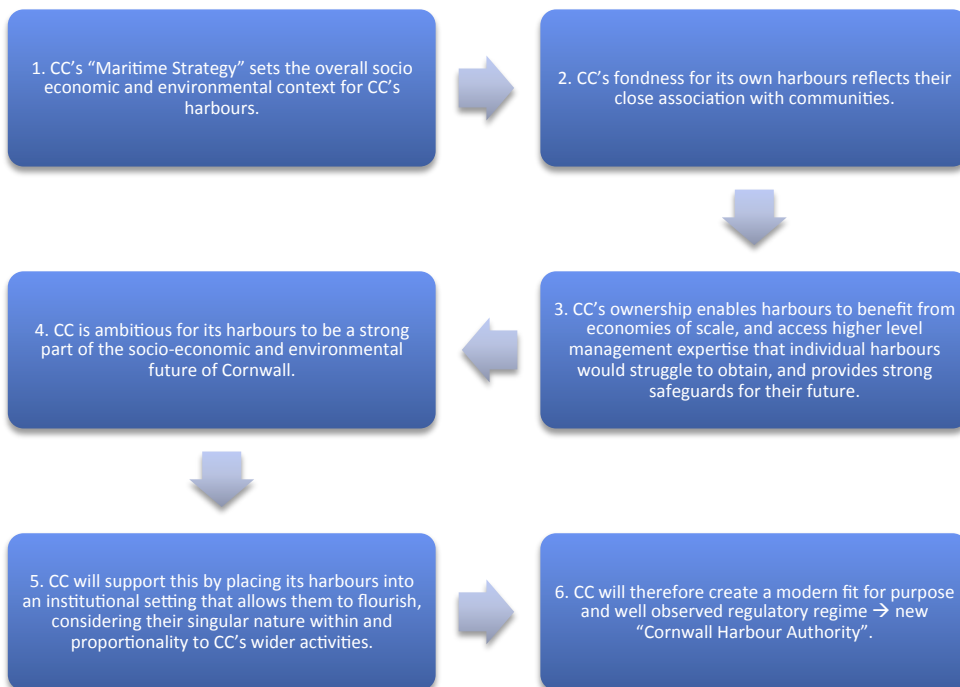 1. CC’s “Maritime Strategy” sets the overall socio
economic and environmental context for CC’s
harbours.
2. CC’s fondness for its own harbours reflects their
close association with communities.
3. CC’s ownership enables harbours to benefit from
economies of scale, and access higher level
management expertise that individual harbours
would struggle to obtain, and provides strong
safeguards for their future.
4. CC is ambitious for its harbours to be a strong
part of the socio-economic and environmental
future of Cornwall.
5. CC will support this by placing its harbours into
an institutional setting that allows them to flourish,
considering their singular nature within and
proportionality to CC’s wider activities.
6. CC will therefore create a modern fit for purpose
and well observed regulatory regime → new
“Cornwall Harbour Authority”.